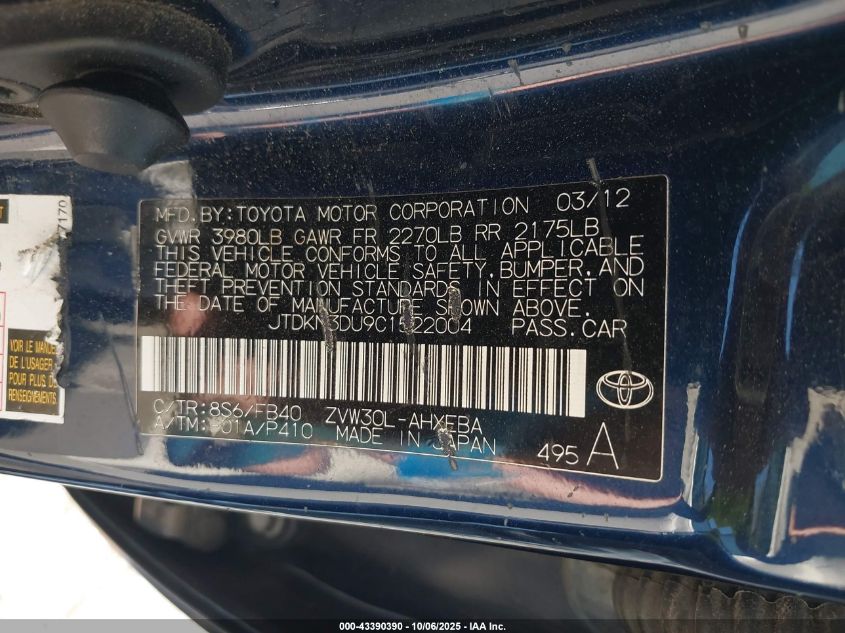 MFD.BY:TOYOTA MOTOR CORPORATION 03/12
GVWR 3980LB GAWR FR 2270LB RR 2175LB
THIS VEHICLE CONFORMS TO ALL APPLICABLE
FEDERAL MOTOR VEHICLE SAFETY, BUMPER, AND
THEFT PREVENTION STANDARDS IN EFFECT ON
THE DATE OF MANUFACTURE SHOWN ABOVE.
JTDKN3DU9C1522004 PASS.CAR
C/TR:8S6/FB40 ZVW30L-AHXEBA
A/TM:-01A/P410 MADE IN JAPAN
495 A
7170
VOIR LE MANUEL
DE L'USAGER
POUR PLUS DE
RENSEIGNEMENTS
000-43390390 - 10/06/2025 - IAA Inc.